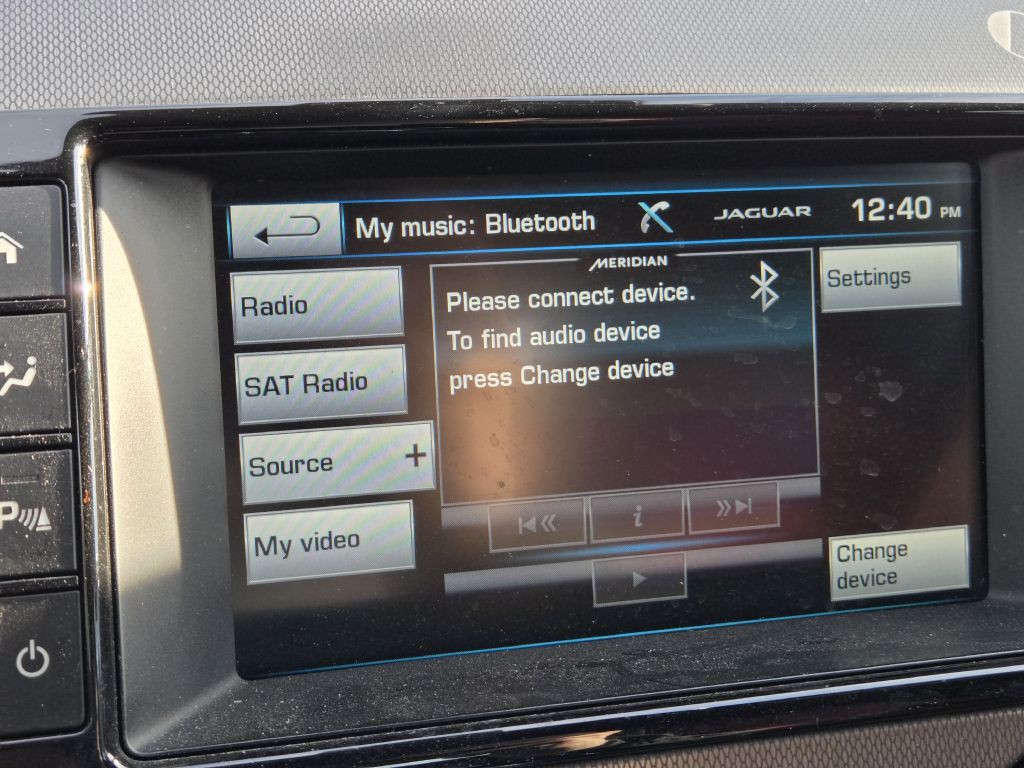 My music: Bluetooth
JAGUAR
12:40 PM
MERIDIAN
Radio
Please connect device.
Settings
To find audio device
SAT Radio
press Change device
Source +
My video
i
Change
device
P